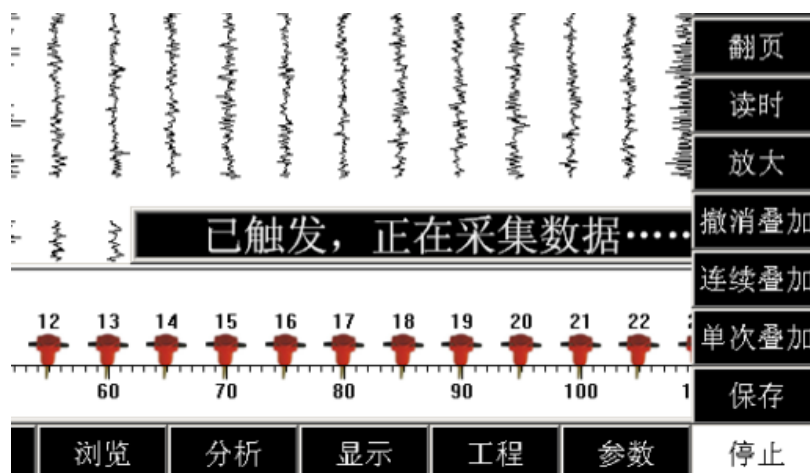 翻页
读时
放大
撤消叠加
连续叠加
单次叠加
保存
停止
已触发，正在采集数据·····
12 13 14 15 16 17 18 19 20 21 22
60 70 80 90 100
浏览 分析 显示 工程 参数